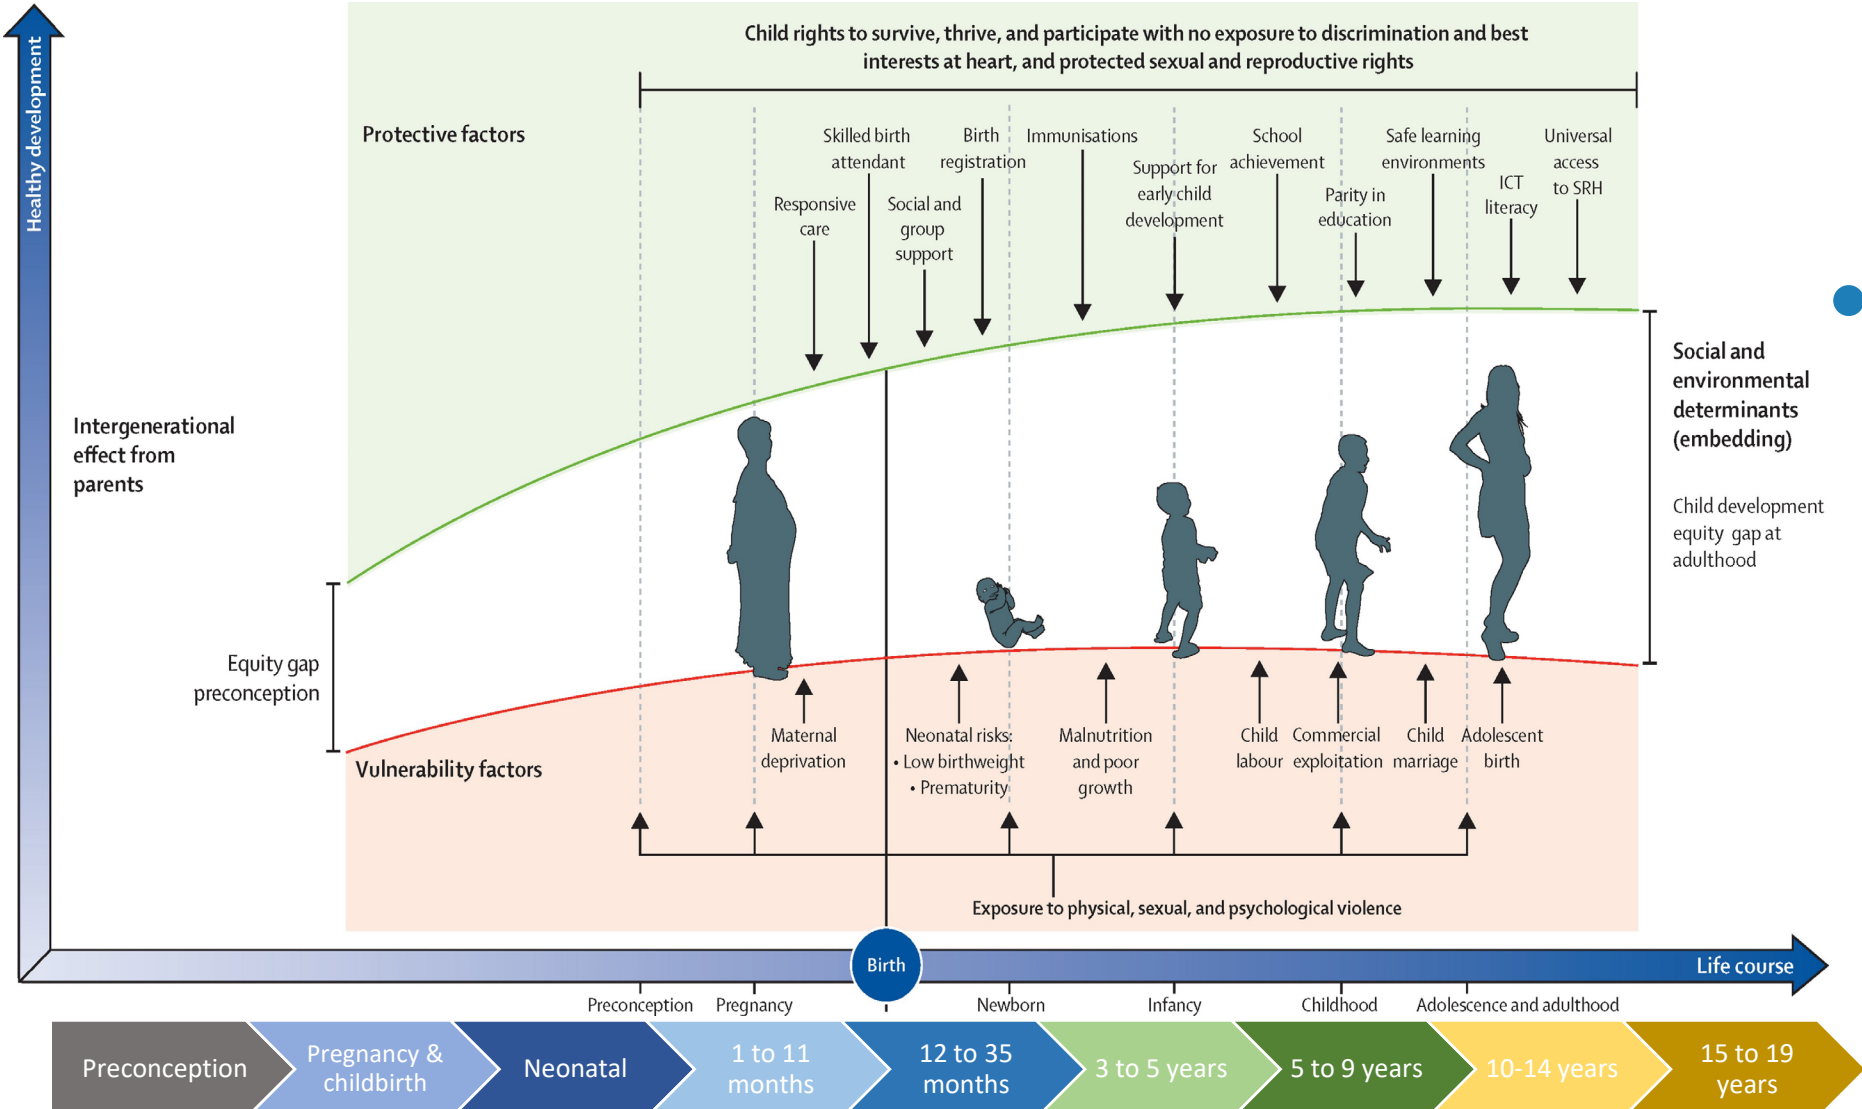 Healthy development
Child rights to survive, thrive, and participate with no exposure to discrimination and best
interests at heart, and protected sexual and reproductive rights
Protective factors
Responsive
care
Skilled birth
attendant
Social and
group
support
Birth
registration
Immunisations
Support for
early child
development
School
achievement
Parity in
education
Safe learning
environments
ICT
literacy
Universal
access
to SRH
Intergenerational
effect from
parents
Social and
environmental
determinants
(embedding)
Child development
equity gap at
adulthood
Equity gap
preconception
Vulnerability factors
Maternal
deprivation
Neonatal risks:
• Low birthweight
• Prematurity
Malnutrition
and poor
growth
Child
labour
Commercial
exploitation
Child
marriage
Adolescent
birth
Exposure to physical, sexual, and psychological violence
Birth
Life course
Preconception
Pregnancy
Newborn
Infancy
Childhood
Adolescence and adulthood
Preconception
Pregnancy &
childbirth
Neonatal
1 to 11
months
12 to 35
months
3 to 5 years
5 to 9 years
10-14 years
15 to 19
years